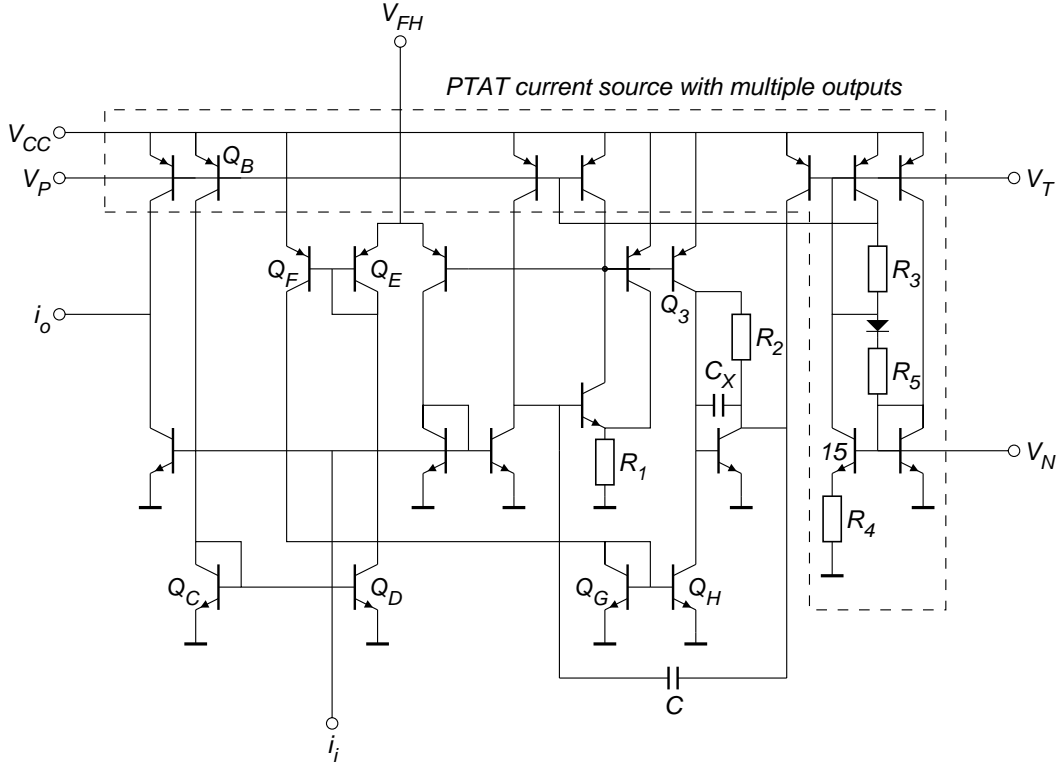 V_FH
PTAT current source with multiple outputs
V_CC
Q_B
V_P
V_T
Q_F
Q_E
R_3
Q_3
i_o
R_2
C_X
R_5
R_1
15
V_N
R_4
Q_C
Q_D
Q_G
Q_H
C
i_i